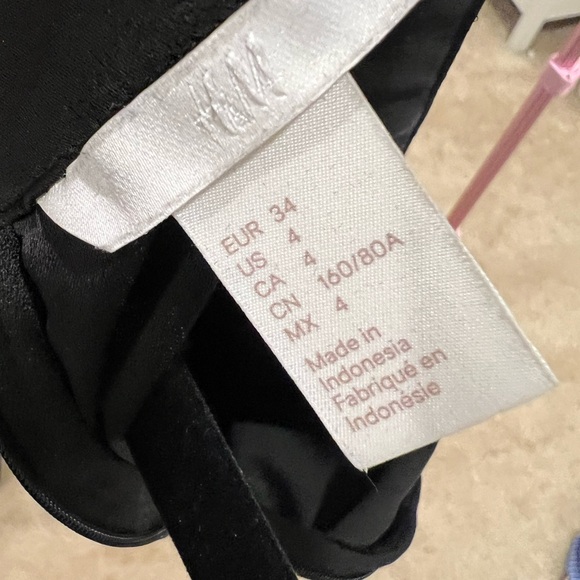 H&M
EUR 34
US 4
CA 4
CN 160/80A
MX 4
Made in
Indonesia
Fabriqué en
Indonésie